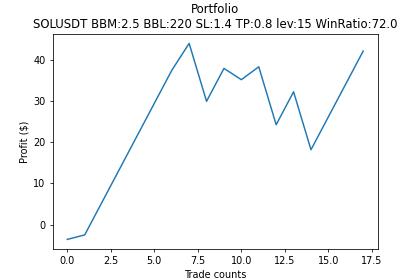 Portfolio
SOLUSDT BBM:2.5 BBL:220 SL:1.4 TP:0.8 lev:15 WinRatio:72.0
40
30
20
10
0
Profit ($)
0.0 2.5 5.0 7.5 10.0 12.5 15.0 17.5
Trade counts